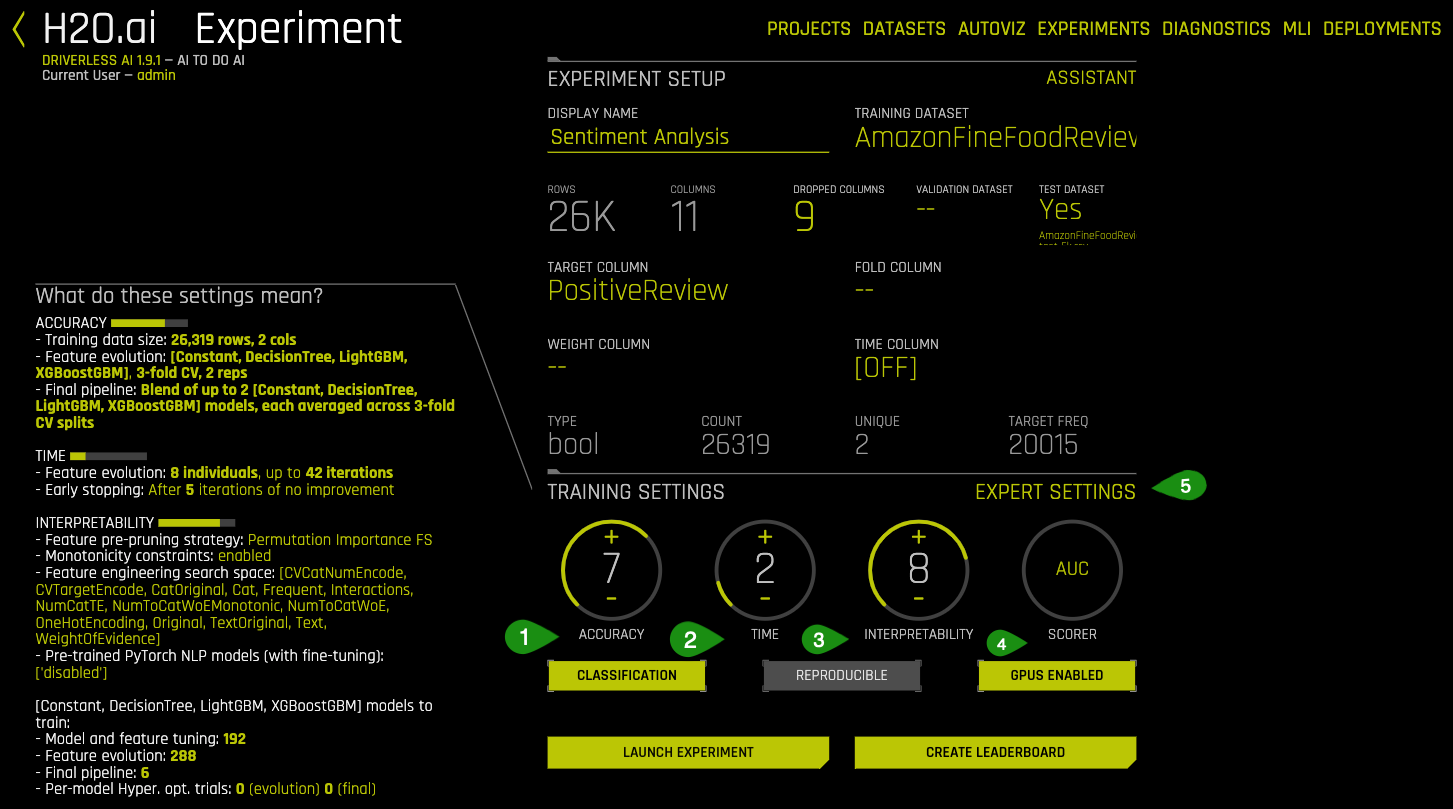 H2O.ai Experiment
DRIVERLESS AI 1.9.1 – AI TO DO AI
Current User – admin
PROJECTS DATASETS AUTOVIZ EXPERIMENTS DIAGNOSTICS MLI DEPLOYMENTS
EXPERIMENT SETUP ASSISTANT
DISPLAY NAME TRAINING DATASET
Sentiment Analysis AmazonFineFoodReview
ROWS COLUMNS DROPPED COLUMNS VALIDATION DATASET TEST DATASET
26K 11 9 -- Yes
AmazonFineFoodRevi
TARGET COLUMN FOLD COLUMN
PositiveReview --
WEIGHT COLUMN TIME COLUMN
-- [OFF]
TYPE COUNT UNIQUE TARGET FREQ
bool 26319 2 20015
What do these settings mean?
ACCURACY
- Training data size: 26,319 rows, 2 cols
- Feature evolution: [Constant, DecisionTree, LightGBM,
XGBoostGBM], 3-fold CV, 2 reps
- Final pipeline: Blend of up to 2 [Constant, DecisionTree,
LightGBM, XGBoostGBM] models, each averaged across 3-fold
CV splits
TIME
- Feature evolution: 8 individuals, up to 42 iterations
- Early stopping: After 5 iterations of no improvement
INTERPRETABILITY
- Feature pre-pruning strategy: Permutation Importance FS
- Monotonicity constraints: enabled
- Feature engineering search space: [CVCatNumEncode,
CVTargetEncode, CatOriginal, Cat, Frequent, Interactions,
NumCatTE, NumToCatWoEMonotonic, NumToCatWoE,
OneHotEncoding, Original, TextOriginal, Text,
WeightOfEvidence]
- Pre-trained PyTorch NLP models (with fine-tuning):
['disabled']
[Constant, DecisionTree, LightGBM, XGBoostGBM] models to
train:
- Model and feature tuning: 192
- Feature evolution: 288
- Final pipeline: 6
- Per-model Hyper. opt. trials: 0 (evolution) 0 (final)
TRAINING SETTINGS EXPERT SETTINGS 5
+ + +
7 2 8 AUC
- - -
1 ACCURACY 2 TIME 3 INTERPRETABILITY 4 SCORER
CLASSIFICATION REPRODUCIBLE GPUS ENABLED
LAUNCH EXPERIMENT CREATE LEADERBOARD